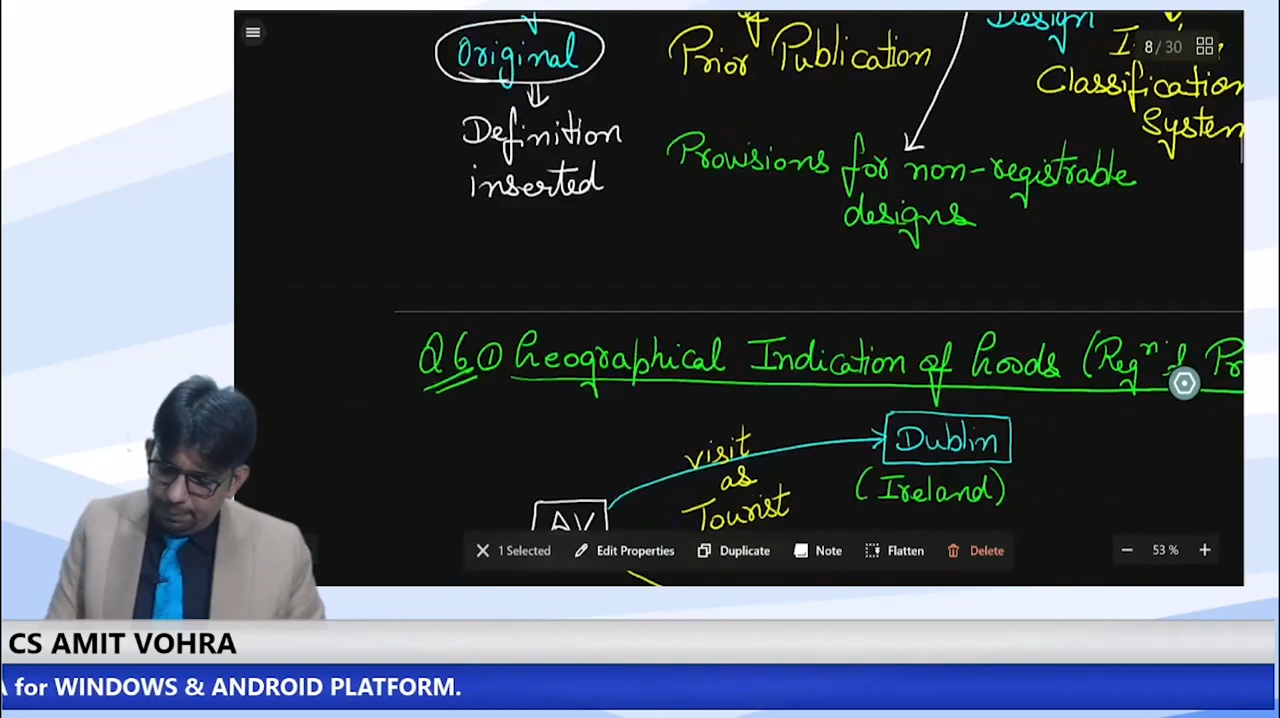 Original
Definition
inserted
Prior Publication
Design
8 / 30
Classification
System
Provisions for non-registrable
designs
Q6 ① Geographical Indication of Goods (Regⁿ
visit
as
Tourist
Dublin
(Ireland)
AV
1 Selected
Edit Properties
Duplicate
Note
Flatten
Delete
53 %
CS AMIT VOHRA
for WINDOWS & ANDROID PLATFORM.